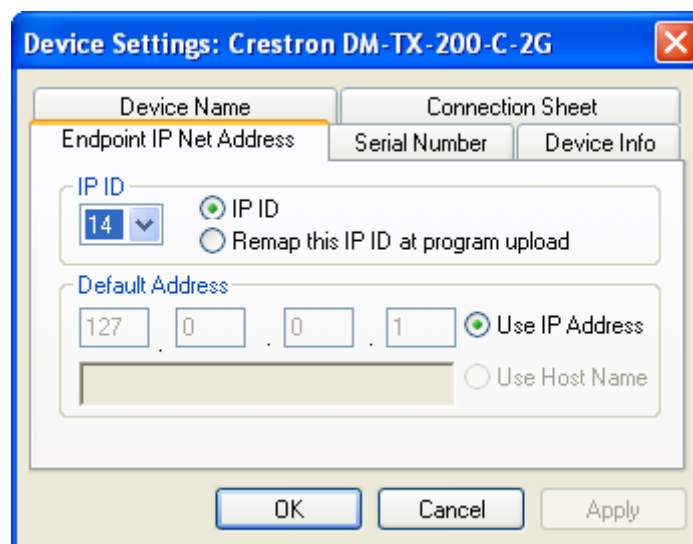 Device Settings: Crestron DM-TX-200-C-2G
Device Name Connection Sheet
Endpoint IP Net Address Serial Number Device Info
IP ID
14 IP ID
Remap this IP ID at program upload
Default Address
127 . 0 . 0 . 1 Use IP Address
Use Host Name
OK Cancel Apply